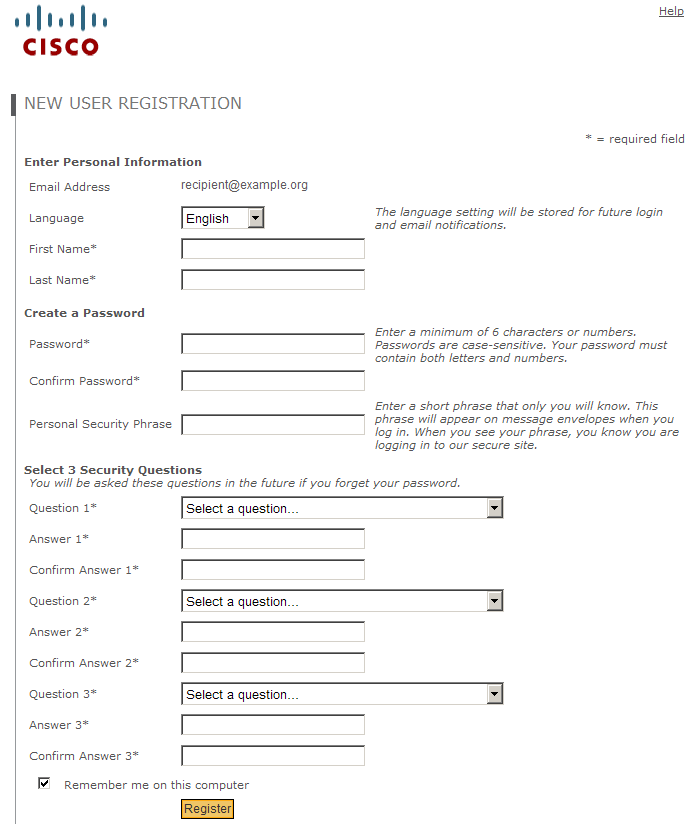 Help
CISCO
NEW USER REGISTRATION
* = required field
Enter Personal Information
Email Address recipient@example.org
Language English The language setting will be stored for future login
and email notifications.
First Name*
Last Name*
Create a Password
Password* Enter a minimum of 6 characters or numbers.
Passwords are case-sensitive. Your password must
contain both letters and numbers.
Confirm Password*
Personal Security Phrase Enter a short phrase that only you will know. This
phrase will appear on message envelopes when you
log in. When you see your phrase, you know you are
logging in to our secure site.
Select 3 Security Questions
You will be asked these questions in the future if you forget your password.
Question 1* Select a question...
Answer 1*
Confirm Answer 1*
Question 2* Select a question...
Answer 2*
Confirm Answer 2*
Question 3* Select a question...
Answer 3*
Confirm Answer 3*
Remember me on this computer
Register